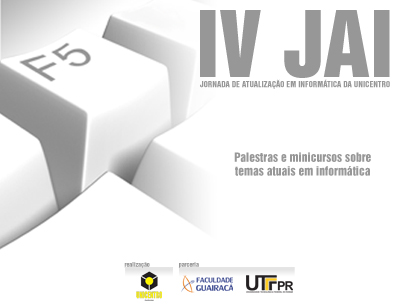 F5
IV JAI
JORNADA DE ATUALIZAÇÃO EM INFORMÁTICA DA UNICENTRO
Palestras e minicursos sobre
temas atuais em informática
realização
parceria
FACULDADE
GUAIRACÁ
UTFPR